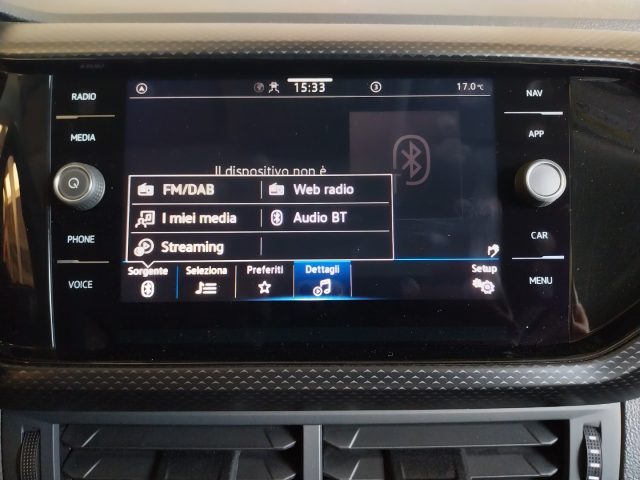 RADIO
MEDIA
PHONE
VOICE
15:33
3
17.0°C
Il dispositivo non è
FM/DAB
Web radio
I miei media
Audio BT
Streaming
Sorgente
Seleziona
Preferiti
Dettagli
Setup
NAV
APP
CAR
MENU